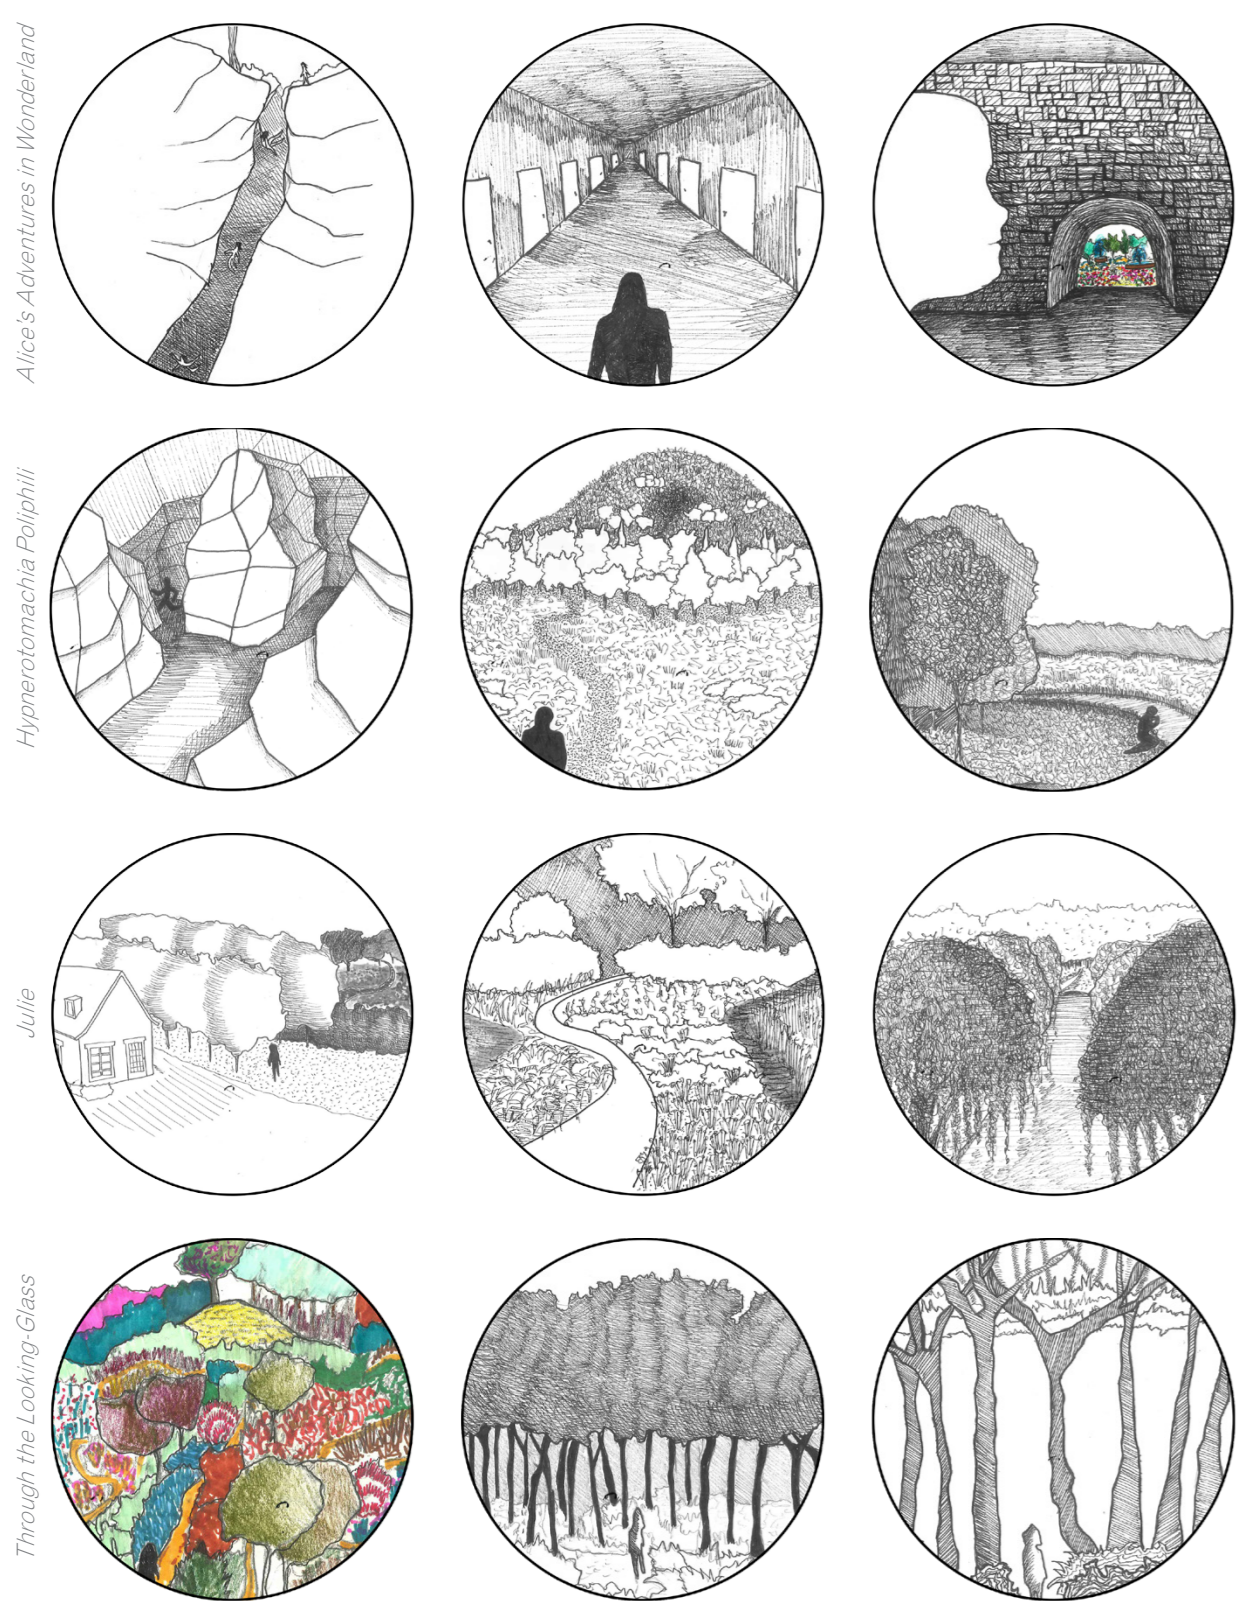 Alice's Adventures in Wonderland
Hypnerotomachia Poliphili
Julie
Through the Looking-Glass